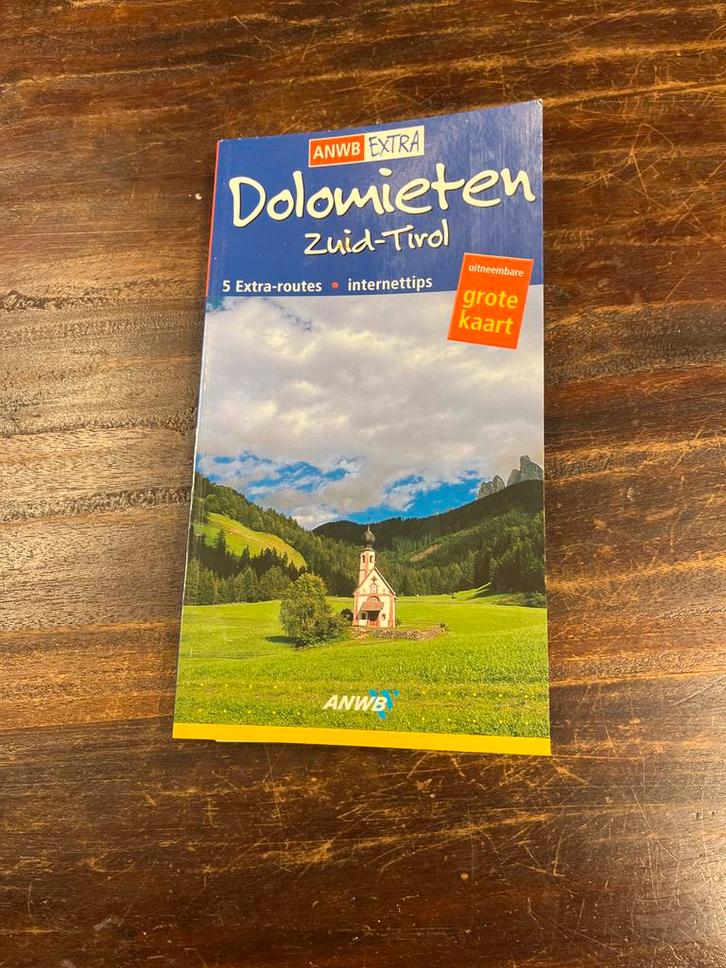 ANWB EXTRA
Dolomieten
Zuid-Tirol
5 Extra-routes • internettips
uitneembare
grote
kaart
ANWB